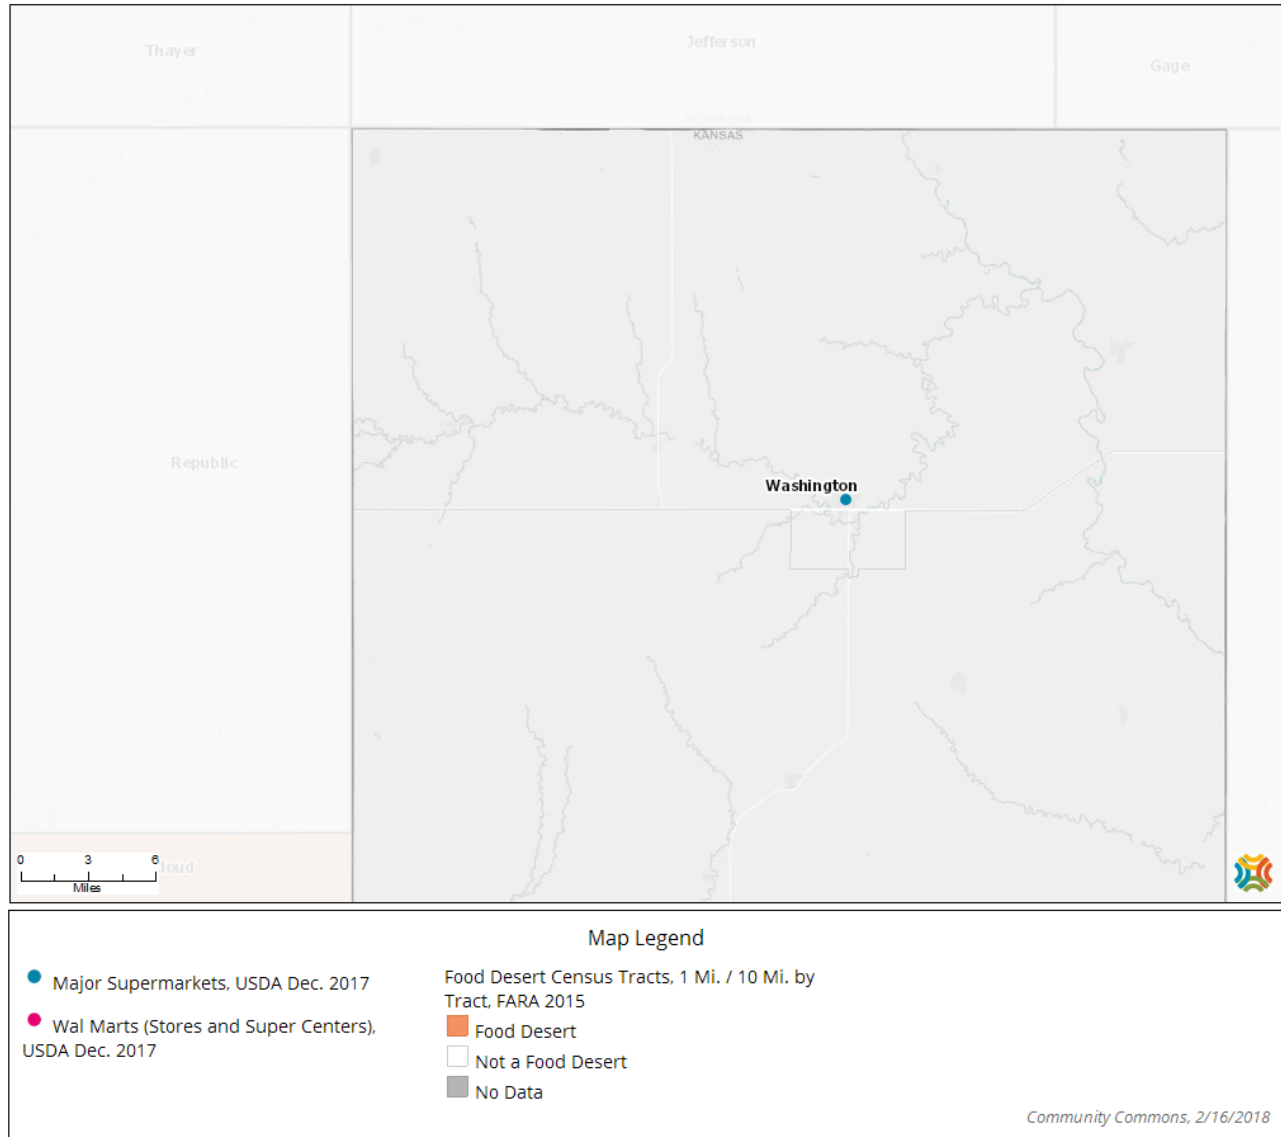 Thayer
Jefferson
Gage
NEBRASKA
KANSAS
Republic
Washington
0 3 6
Miles
loud
Map Legend
Major Supermarkets, USDA Dec. 2017
Wal Marts (Stores and Super Centers),
USDA Dec. 2017
Food Desert Census Tracts, 1 Mi. / 10 Mi. by
Tract, FARA 2015
Food Desert
Not a Food Desert
No Data
Community Commons, 2/16/2018